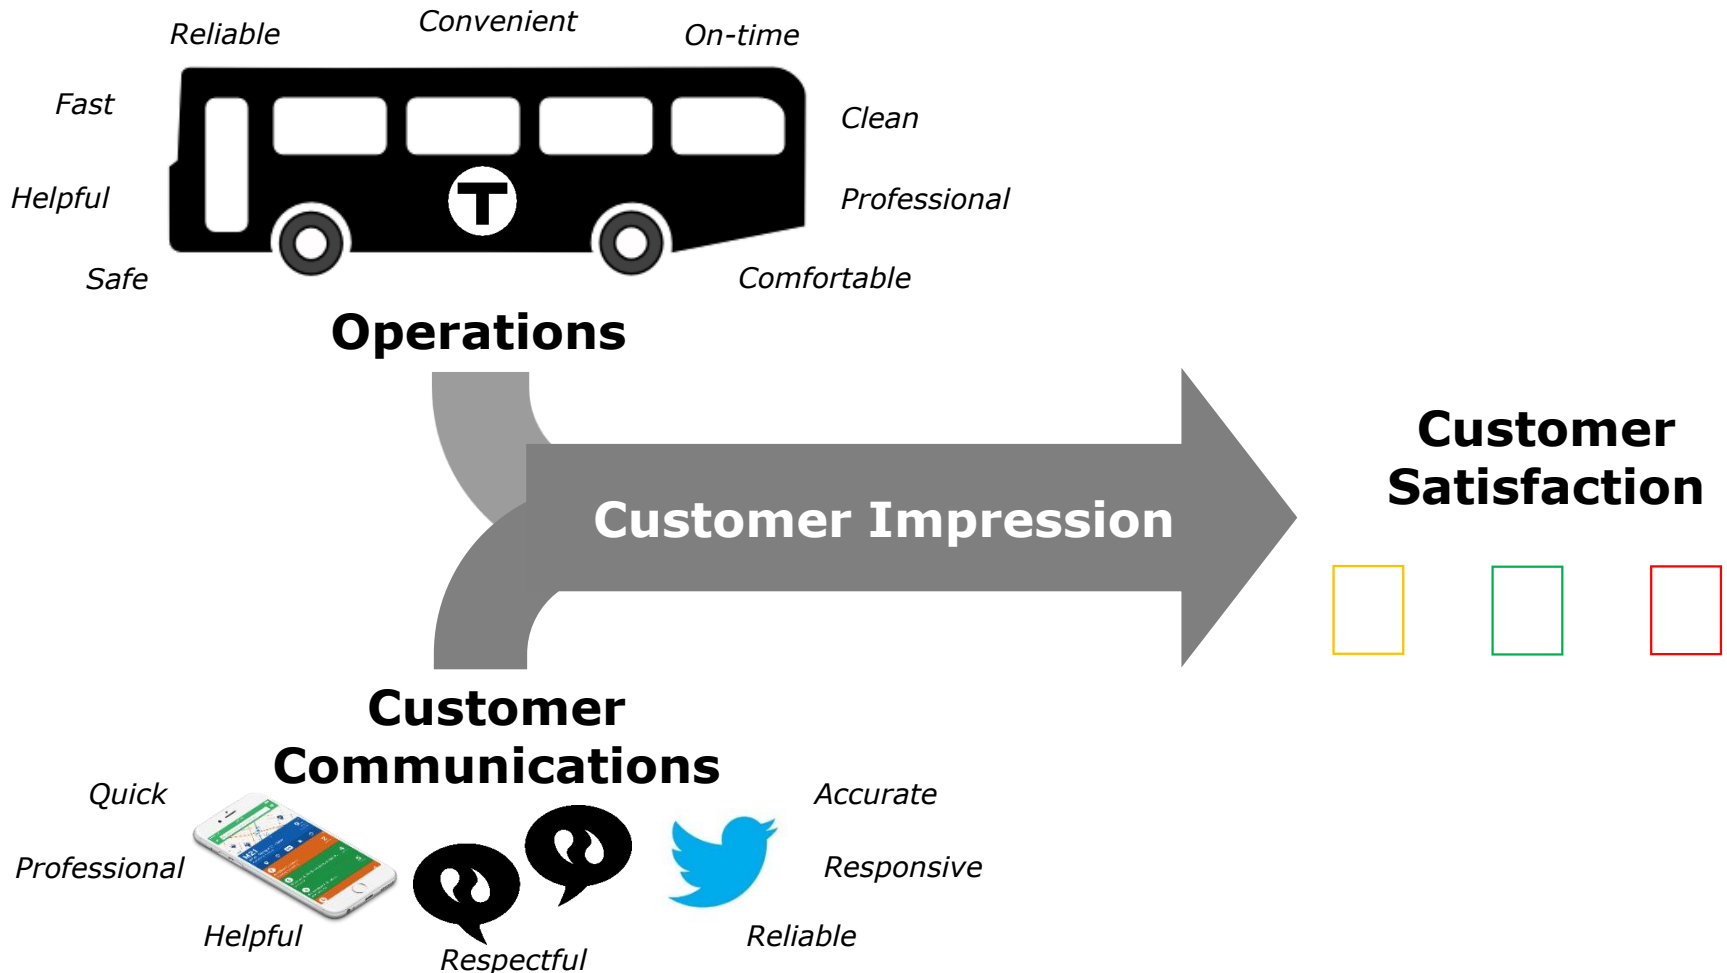 Convenient
Reliable
On-time
Fast
Clean
Helpful
Professional
T
Safe
Comfortable
Operations
Customer Impression
Customer
Satisfaction
Customer
Communications
Quick
Accurate
Professional
Responsive
Helpful
Reliable
Respectful
M21